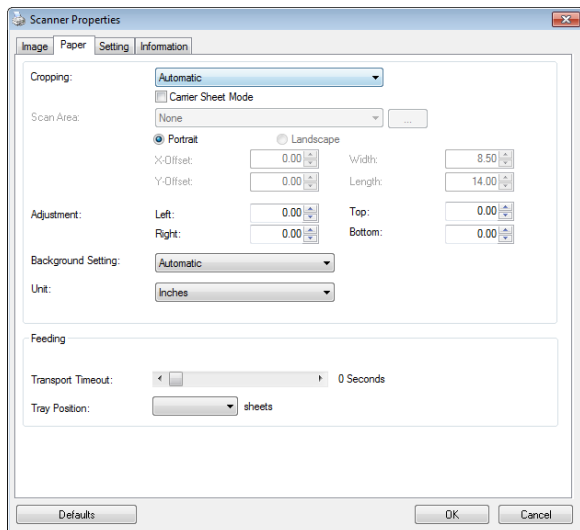 Scanner Properties
Image Paper Setting Information
Cropping: Automatic
Carrier Sheet Mode
Scan Area: None ...
Portrait Landscape
X-Offset: 0.00 Width: 8.50
Y-Offset: 0.00 Length: 14.00
Adjustment: Left: 0.00 Top: 0.00
Right: 0.00 Bottom: 0.00
Background Setting: Automatic
Unit: Inches
Feeding
Transport Timeout: 0 Seconds
Tray Position: sheets
Defaults OK Cancel